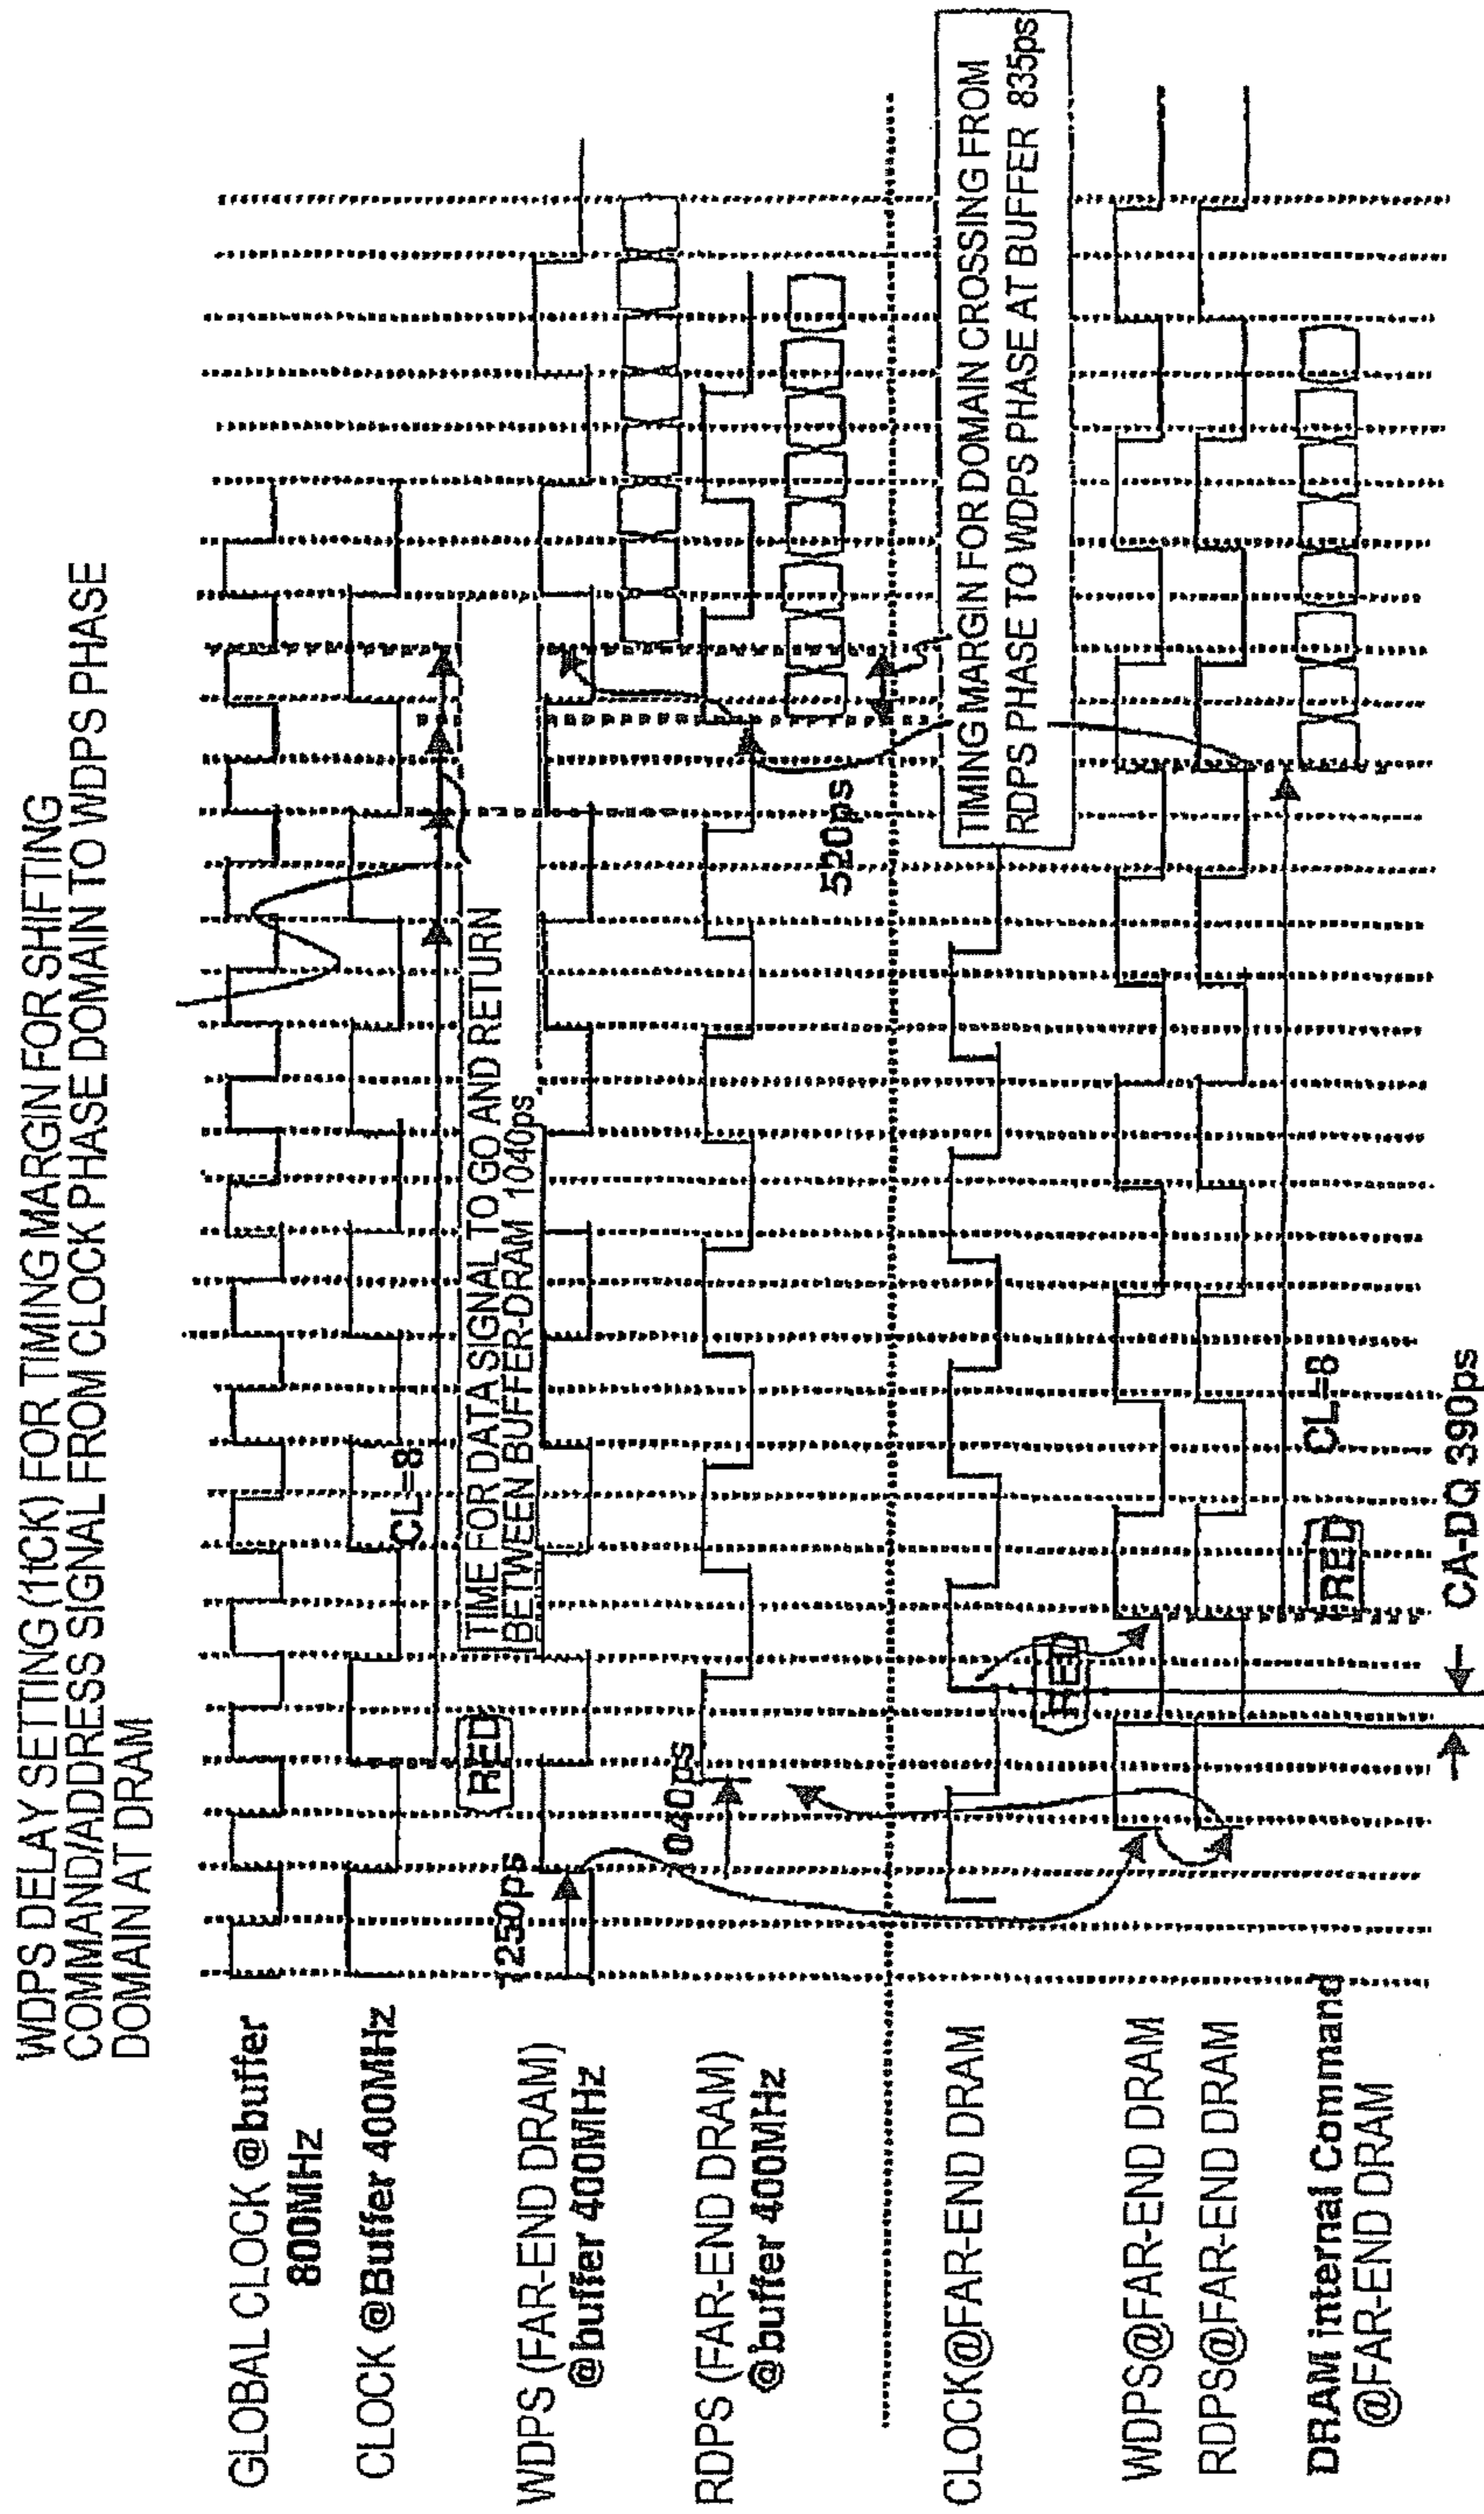 WDPS DELAY SETTING (1tCK) FOR TIMING MARGIN FOR SHIFTING
COMMAND/ADDRESS SIGNAL FROM CLOCK PHASE DOMAIN TO WDPS PHASE
DOMAIN AT DRAM
GLOBAL CLOCK @buffer
800MHz
CLOCK @Buffer 400MHz
CL=8
RED
TIME FOR DATA SIGNAL TO GO AND RETURN
BETWEEN BUFFER-DRAM 1040ps
1250ps
WDPS (FAR-END DRAM)
@buffer 400MHz
1040ps
RDPS (FAR-END DRAM)
@buffer 400MHz
520ps
TIMING MARGIN FOR DOMAIN CROSSING FROM
RDPS PHASE TO WDPS PHASE AT BUFFER 835ps
CLOCK@FAR-END DRAM
RED
WDPS@FAR-END DRAM
RDPS@FAR-END DRAM
CL=8
RED
DRAM internal Command
@FAR-END DRAM
CA-DQ 390ps